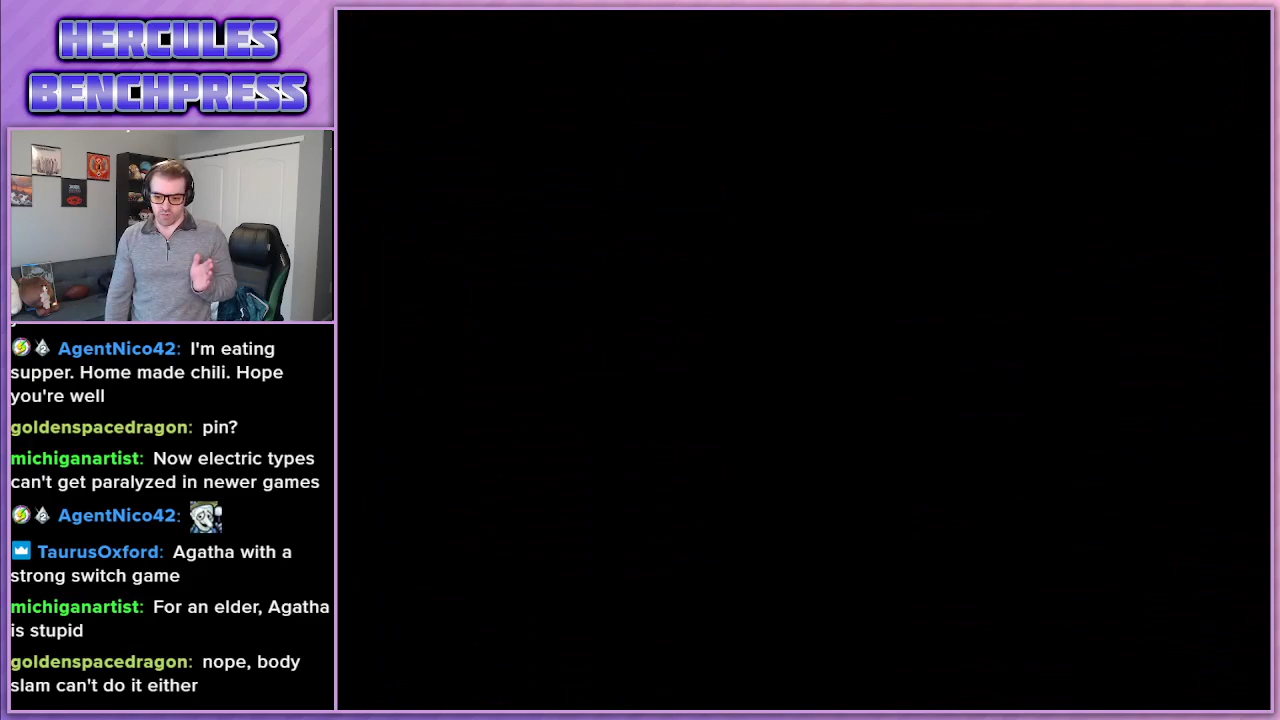 HERCULES
BENCHPRESS
AgentNico42: I'm eating
supper. Home made chili. Hope
you're well
goldenspacedragon: pin?
michiganartist: Now electric types
can't get paralyzed in newer games
AgentNico42:
TaurusOxford: Agatha with a
strong switch game
michiganartist: For an elder, Agatha
is stupid
goldenspacedragon: nope, body
slam can't do it either